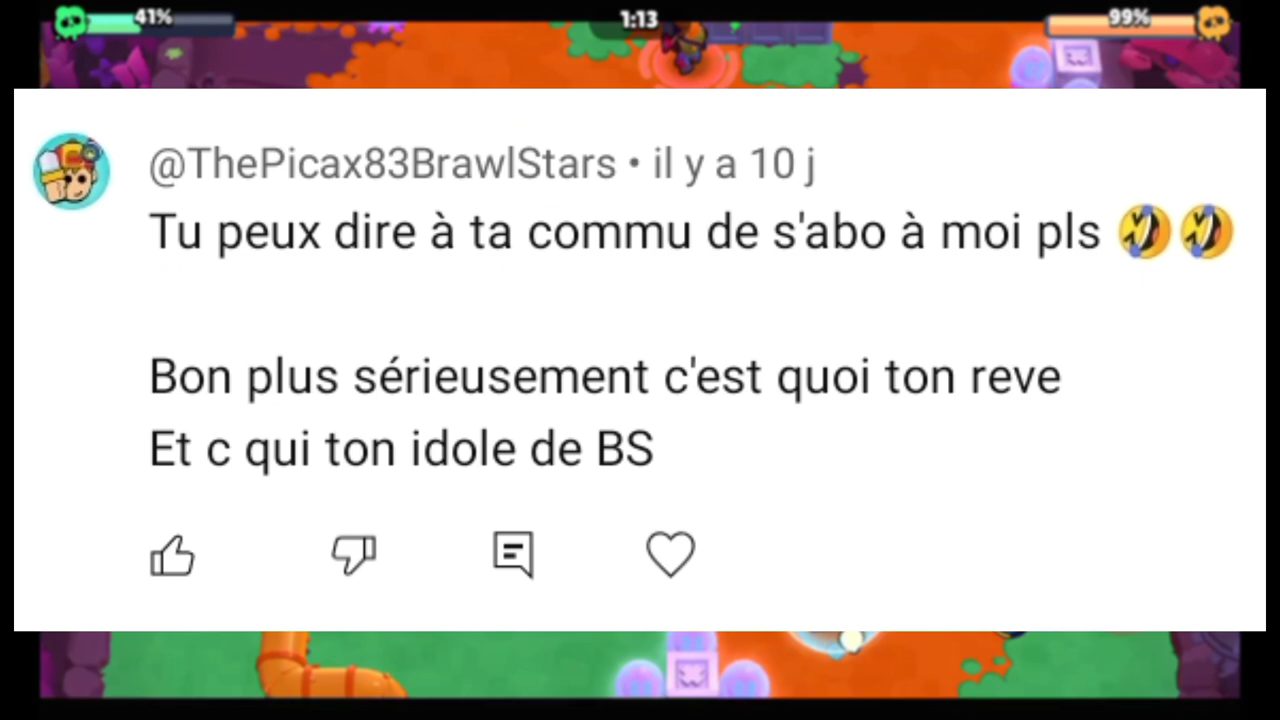 41% 1:13 99%
@ThePicax83BrawlStars • il y a 10 j
Tu peux dire à ta commu de s'abo à moi pls 🤣🤣
Bon plus sérieusement c'est quoi ton reve
Et c qui ton idole de BS